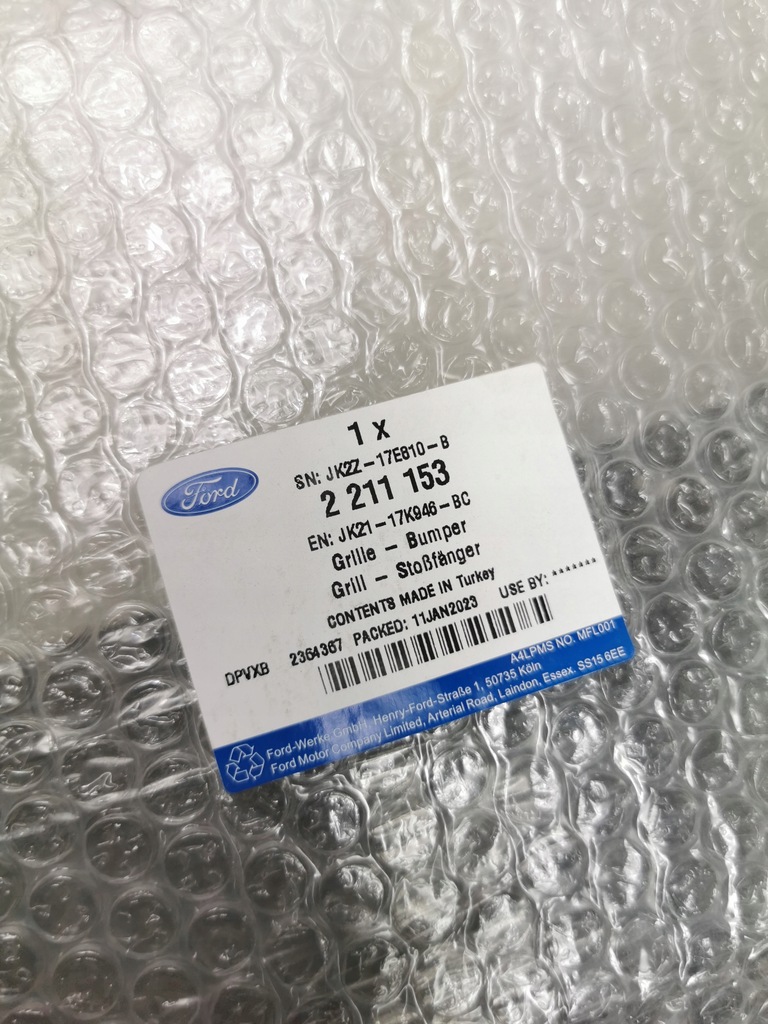 1 x
Ford
SN: JK2Z-17E810-B
2 211 153
EN: JK21-17K946-BC
Grille - Bumper
Grill - Stoßfänger
CONTENTS MADE IN Turkey
DPVXB 2364367 PACKED: 11JAN2023 USE BY: *******
A4LPMS NO. MFL001
Ford-Werke GmbH, Henry-Ford-Straße 1, 50735 Köln
Ford Motor Company Limited, Arterial Road, Laindon, Essex. SS15 6EE